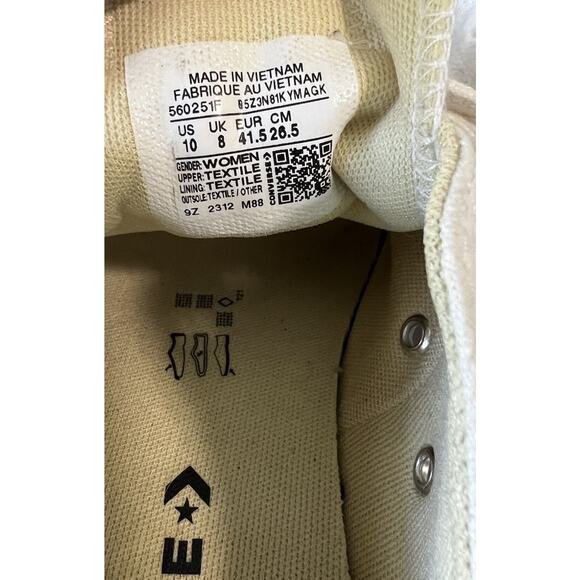 MADE IN VIETNAM
FABRIQUE AU VIETNAM
560251F 05Z3N81KYMAGK
US UK EUR CM
10 8 41.5 26.5
GENDER: WOMEN
UPPER: TEXTILE
LINING: TEXTILE
OUTSOLE: TEXTILE / OTHER
9Z 2312 M88
CONVERSE
E